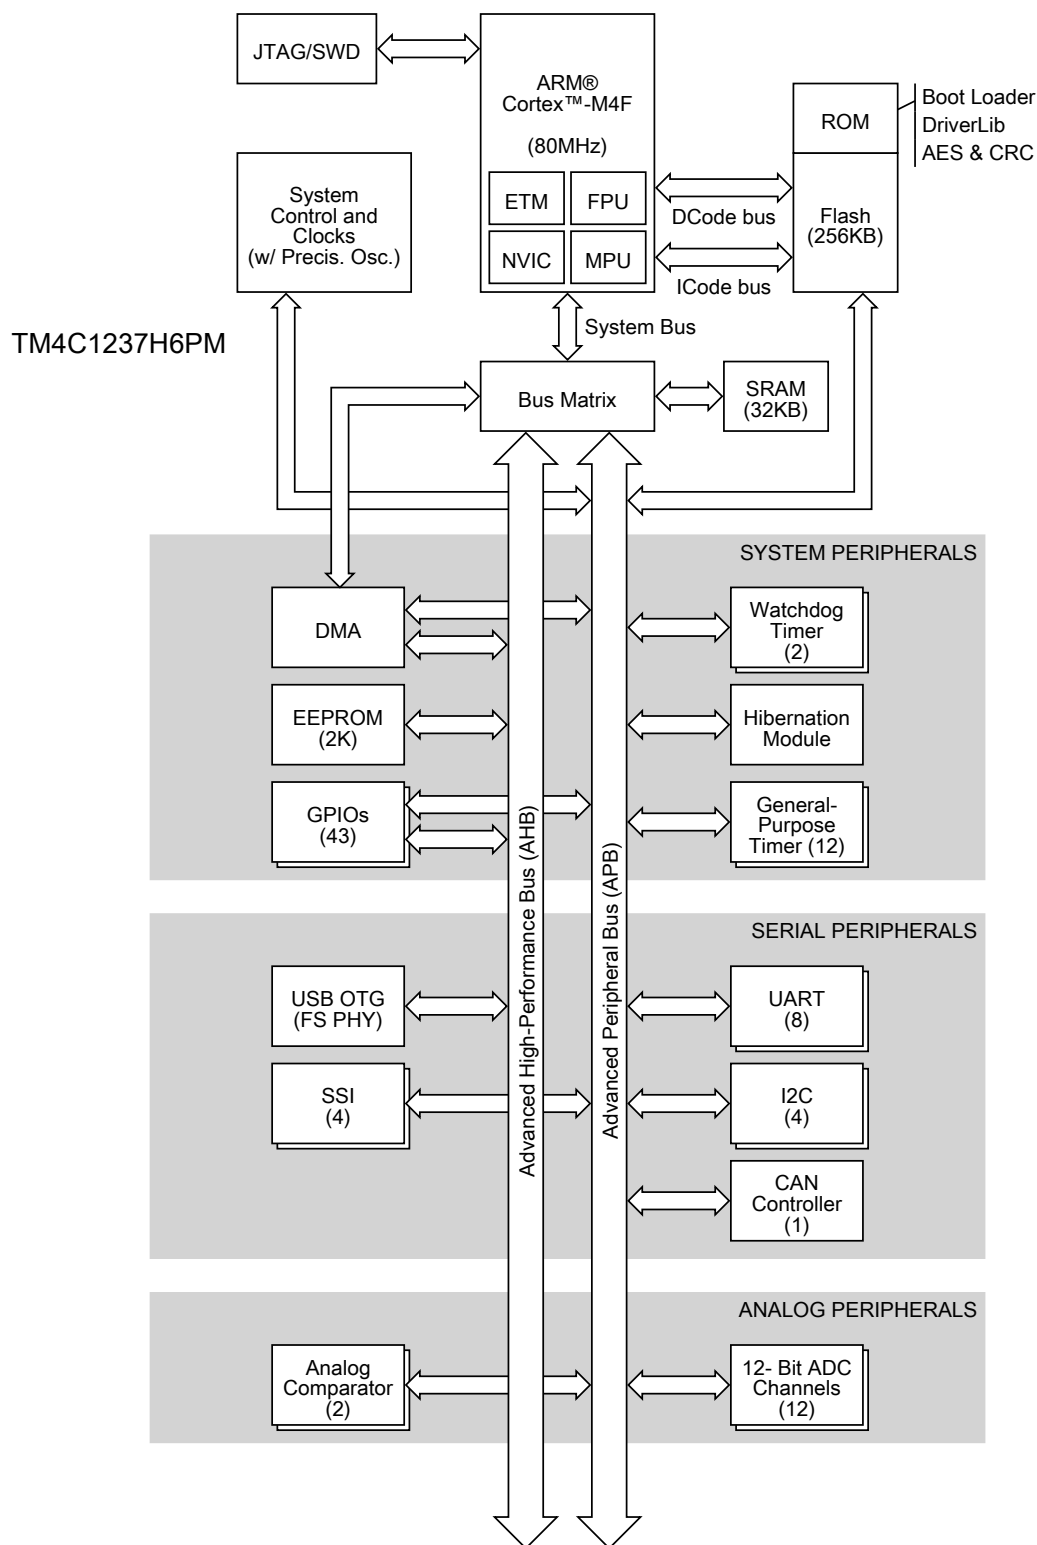 JTAG/SWD
ARM®
Cortex™-M4F
(80MHz)
ETM
FPU
NVIC
MPU
ROM
Boot Loader
DriverLib
AES & CRC
Flash
(256KB)
DCode bus
ICode bus
System
Control and
Clocks
(w/ Precis. Osc.)
TM4C1237H6PM
System Bus
Bus Matrix
SRAM
(32KB)
SYSTEM PERIPHERALS
DMA
Watchdog
Timer
(2)
EEPROM
(2K)
Hibernation
Module
GPIOs
(43)
General-
Purpose
Timer (12)
Advanced High-Performance Bus (AHB)
Advanced Peripheral Bus (APB)
SERIAL PERIPHERALS
USB OTG
(FS PHY)
UART
(8)
SSI
(4)
I2C
(4)
CAN
Controller
(1)
ANALOG PERIPHERALS
Analog
Comparator
(2)
12- Bit ADC
Channels
(12)